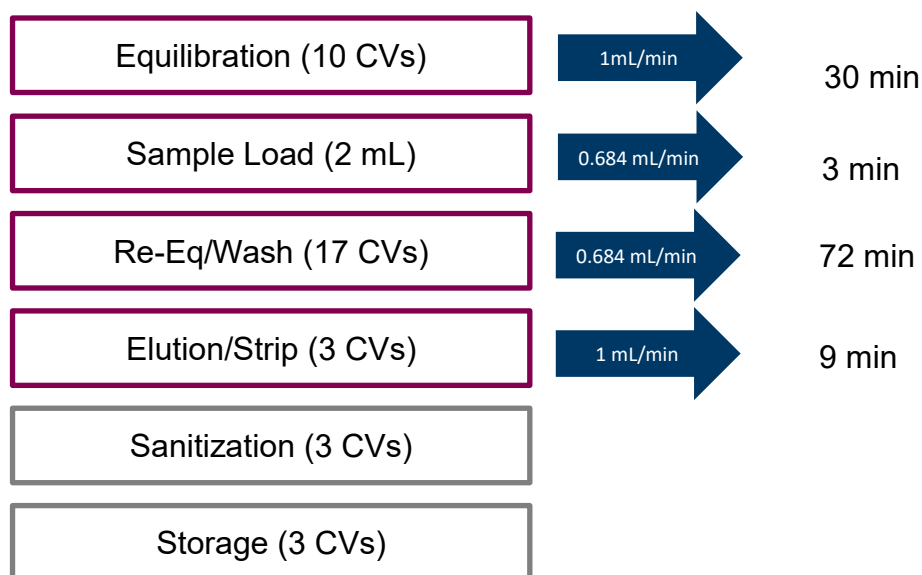 Equilibration (10 CVs)
1mL/min
30 min
Sample Load (2 mL)
0.684 mL/min
3 min
Re-Eq/Wash (17 CVs)
0.684 mL/min
72 min
Elution/Strip (3 CVs)
1 mL/min
9 min
Sanitization (3 CVs)
Storage (3 CVs)